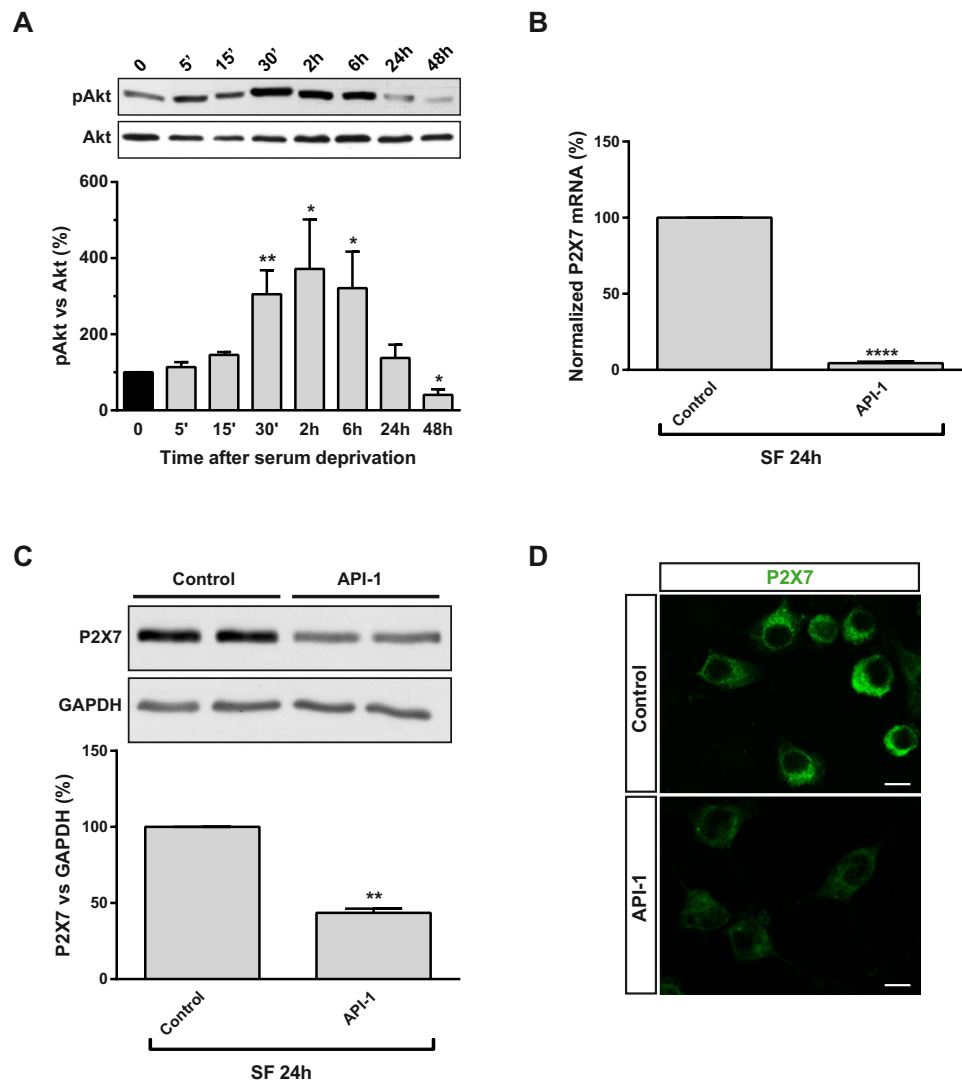 A
0 5' 15' 30' 2h 6h 24h 48h
pAkt
Akt
pAkt vs Akt (%)
600
400
200
0
** * * *
0 5' 15' 30' 2h 6h 24h 48h
Time after serum deprivation
B
Normalized P2X7 mRNA (%)
150
100
50
0
****
Control API-1
SF 24h
C
Control API-1
P2X7
GAPDH
P2X7 vs GAPDH (%)
150
100
50
0
**
Control API-1
SF 24h
D
P2X7
Control
API-1